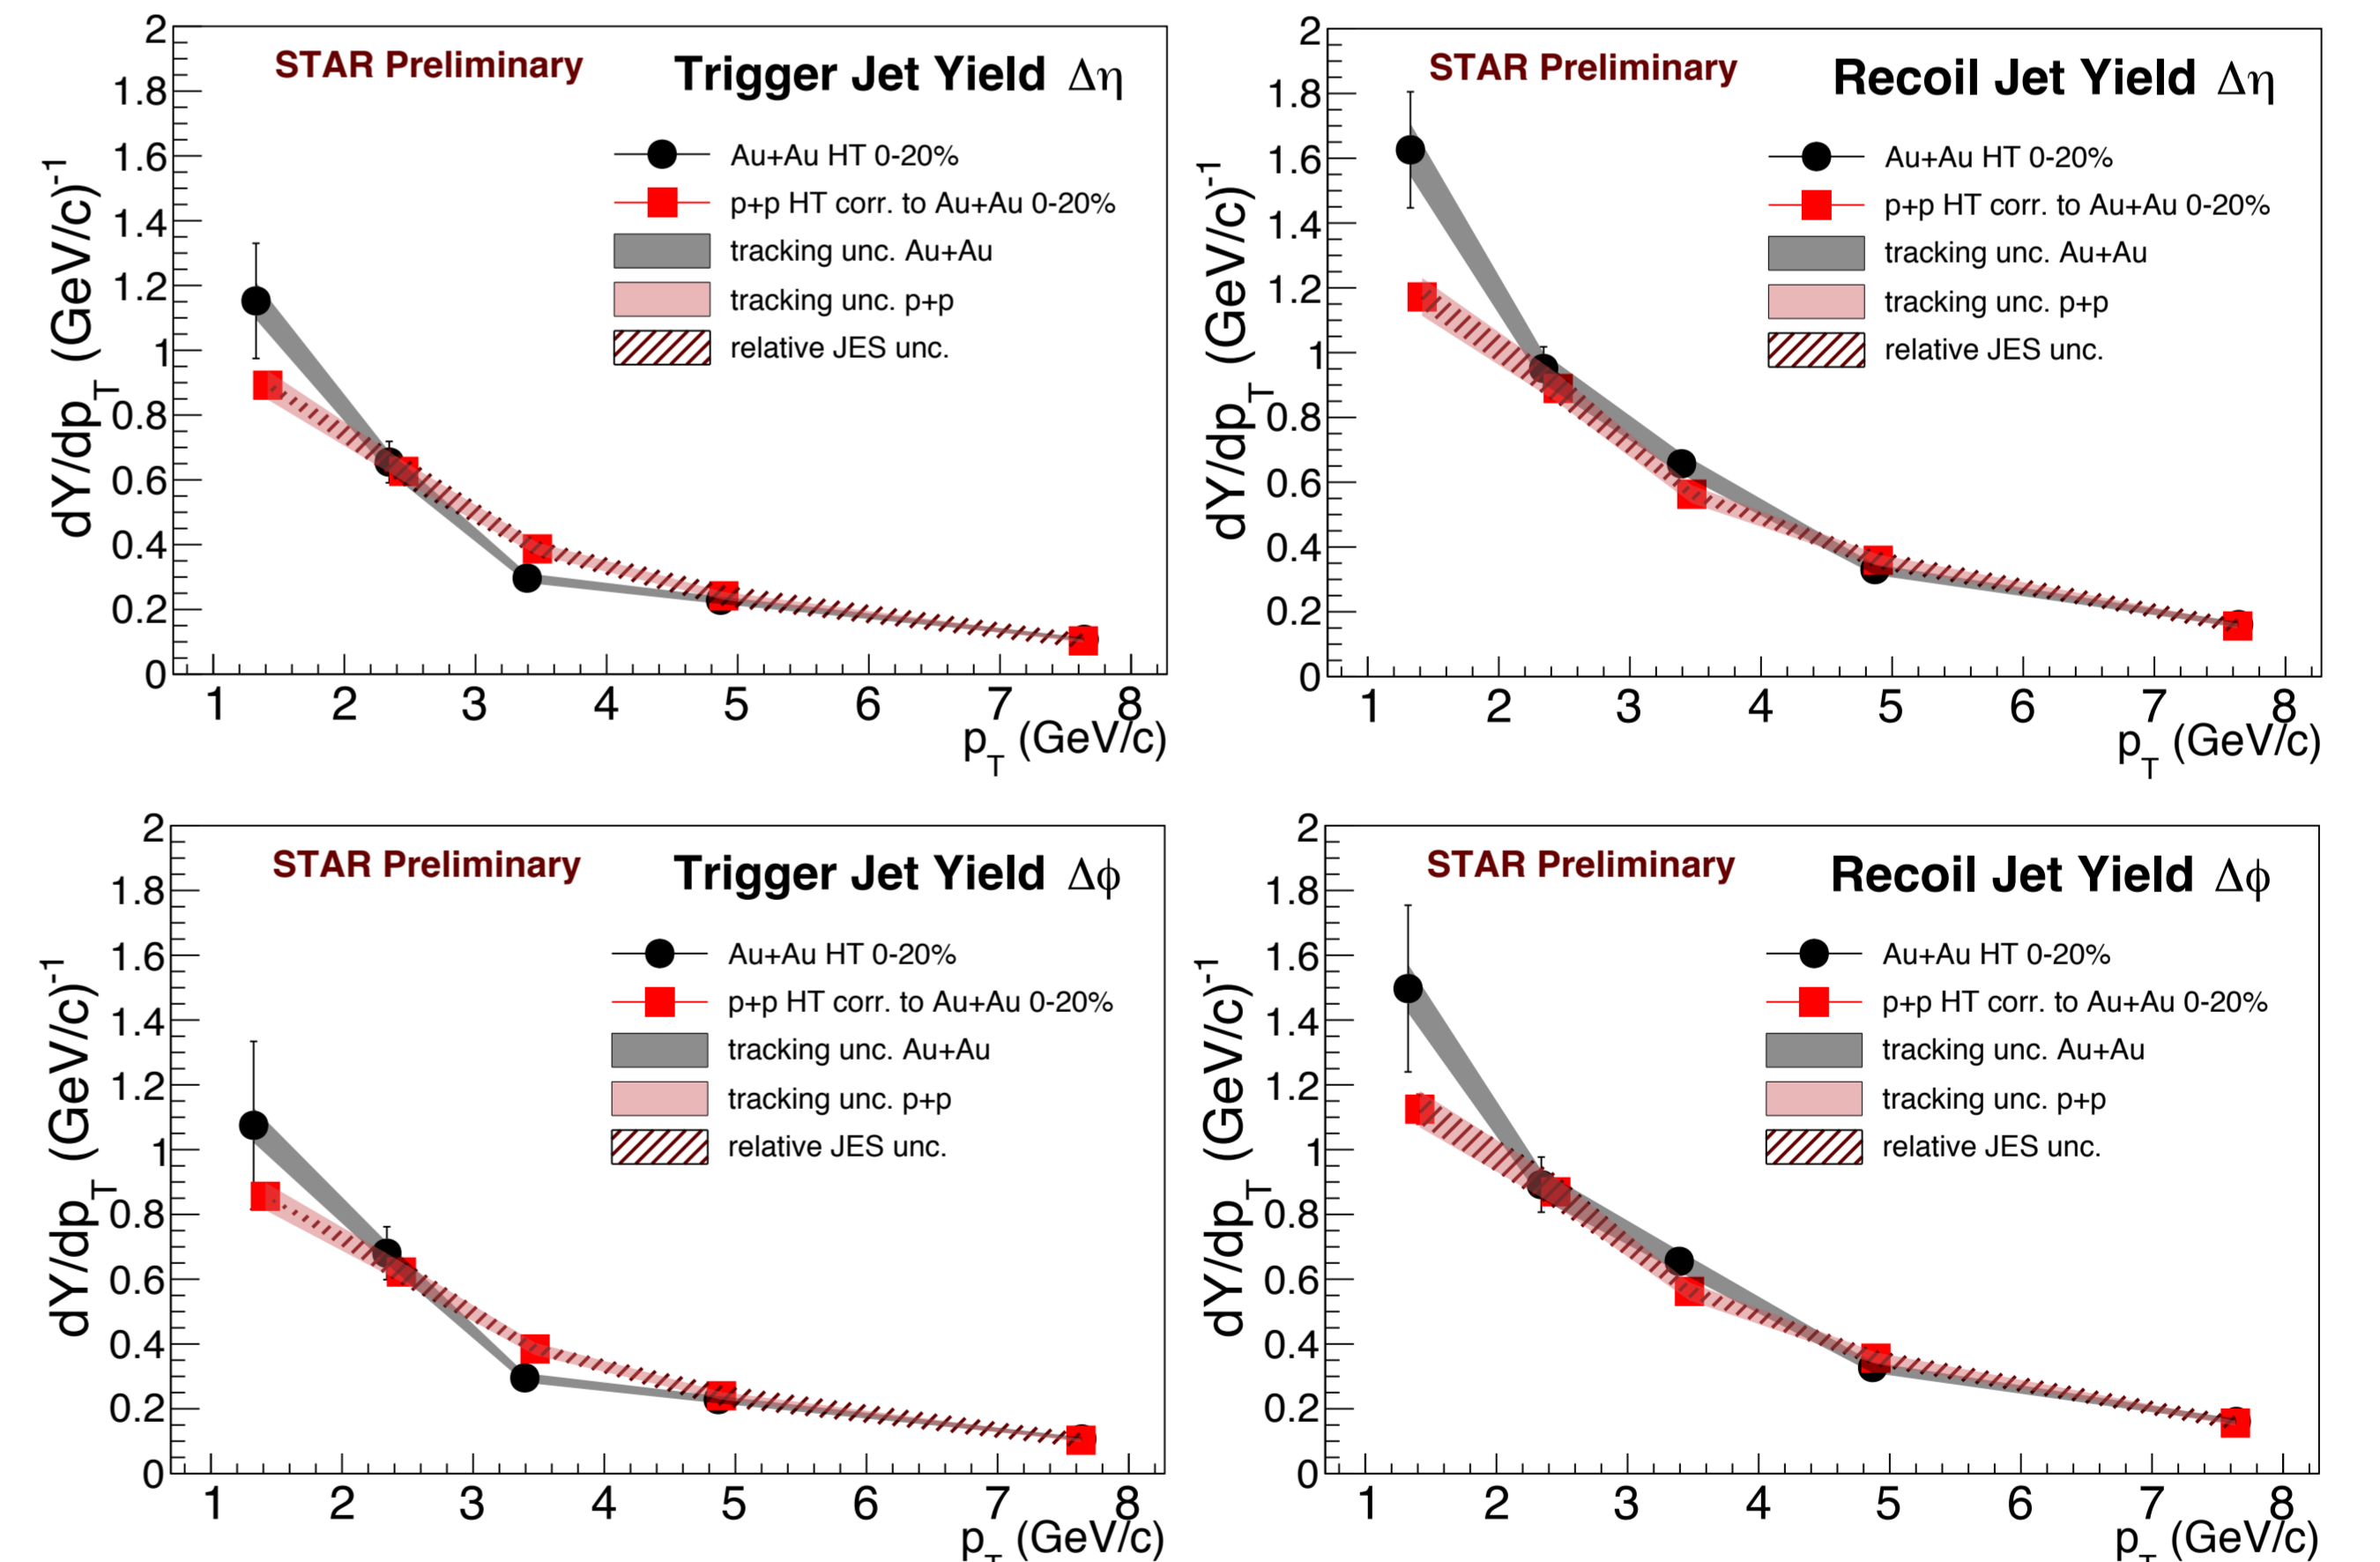 STAR Preliminary
Trigger Jet Yield Δη
Au+Au HT 0-20%
p+p HT corr. to Au+Au 0-20%
tracking unc. Au+Au
tracking unc. p+p
relative JES unc.
dY/dp_T (GeV/c)^-1
2
1.8
1.6
1.4
1.2
1
0.8
0.6
0.4
0.2
0
1 2 3 4 5 6 7 8
p_T (GeV/c)
STAR Preliminary
Recoil Jet Yield Δη
Au+Au HT 0-20%
p+p HT corr. to Au+Au 0-20%
tracking unc. Au+Au
tracking unc. p+p
relative JES unc.
dY/dp_T (GeV/c)^-1
2
1.8
1.6
1.4
1.2
1
0.8
0.6
0.4
0.2
0
1 2 3 4 5 6 7 8
p_T (GeV/c)
STAR Preliminary
Trigger Jet Yield Δϕ
Au+Au HT 0-20%
p+p HT corr. to Au+Au 0-20%
tracking unc. Au+Au
tracking unc. p+p
relative JES unc.
dY/dp_T (GeV/c)^-1
2
1.8
1.6
1.4
1.2
1
0.8
0.6
0.4
0.2
0
1 2 3 4 5 6 7 8
p_T (GeV/c)
STAR Preliminary
Recoil Jet Yield Δϕ
Au+Au HT 0-20%
p+p HT corr. to Au+Au 0-20%
tracking unc. Au+Au
tracking unc. p+p
relative JES unc.
dY/dp_T (GeV/c)^-1
2
1.8
1.6
1.4
1.2
1
0.8
0.6
0.4
0.2
0
1 2 3 4 5 6 7 8
p_T (GeV/c)